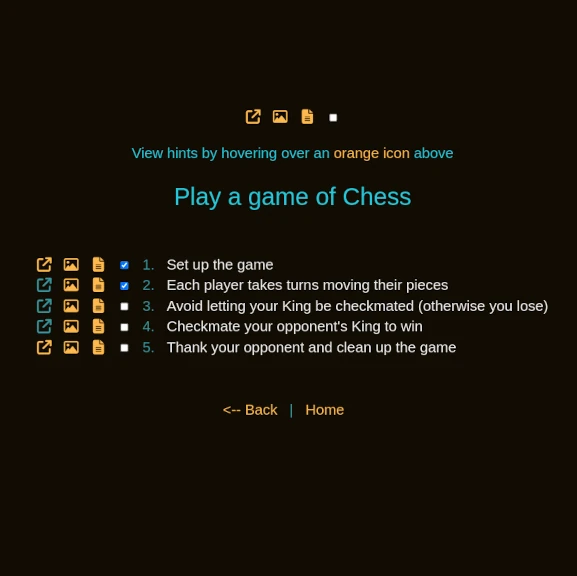 View hints by hovering over an orange icon above
Play a game of Chess
1. Set up the game
2. Each player takes turns moving their pieces
3. Avoid letting your King be checkmated (otherwise you lose)
4. Checkmate your opponent's King to win
5. Thank your opponent and clean up the game
<-- Back | Home